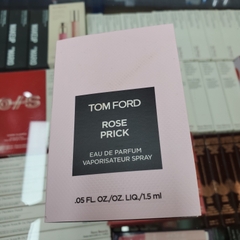 TOM FORD
ROSE
PRICK
EAU DE PARFUM
VAPORISATEUR SPRAY
.05 FL. OZ./OZ. LIQ./1.5 ml